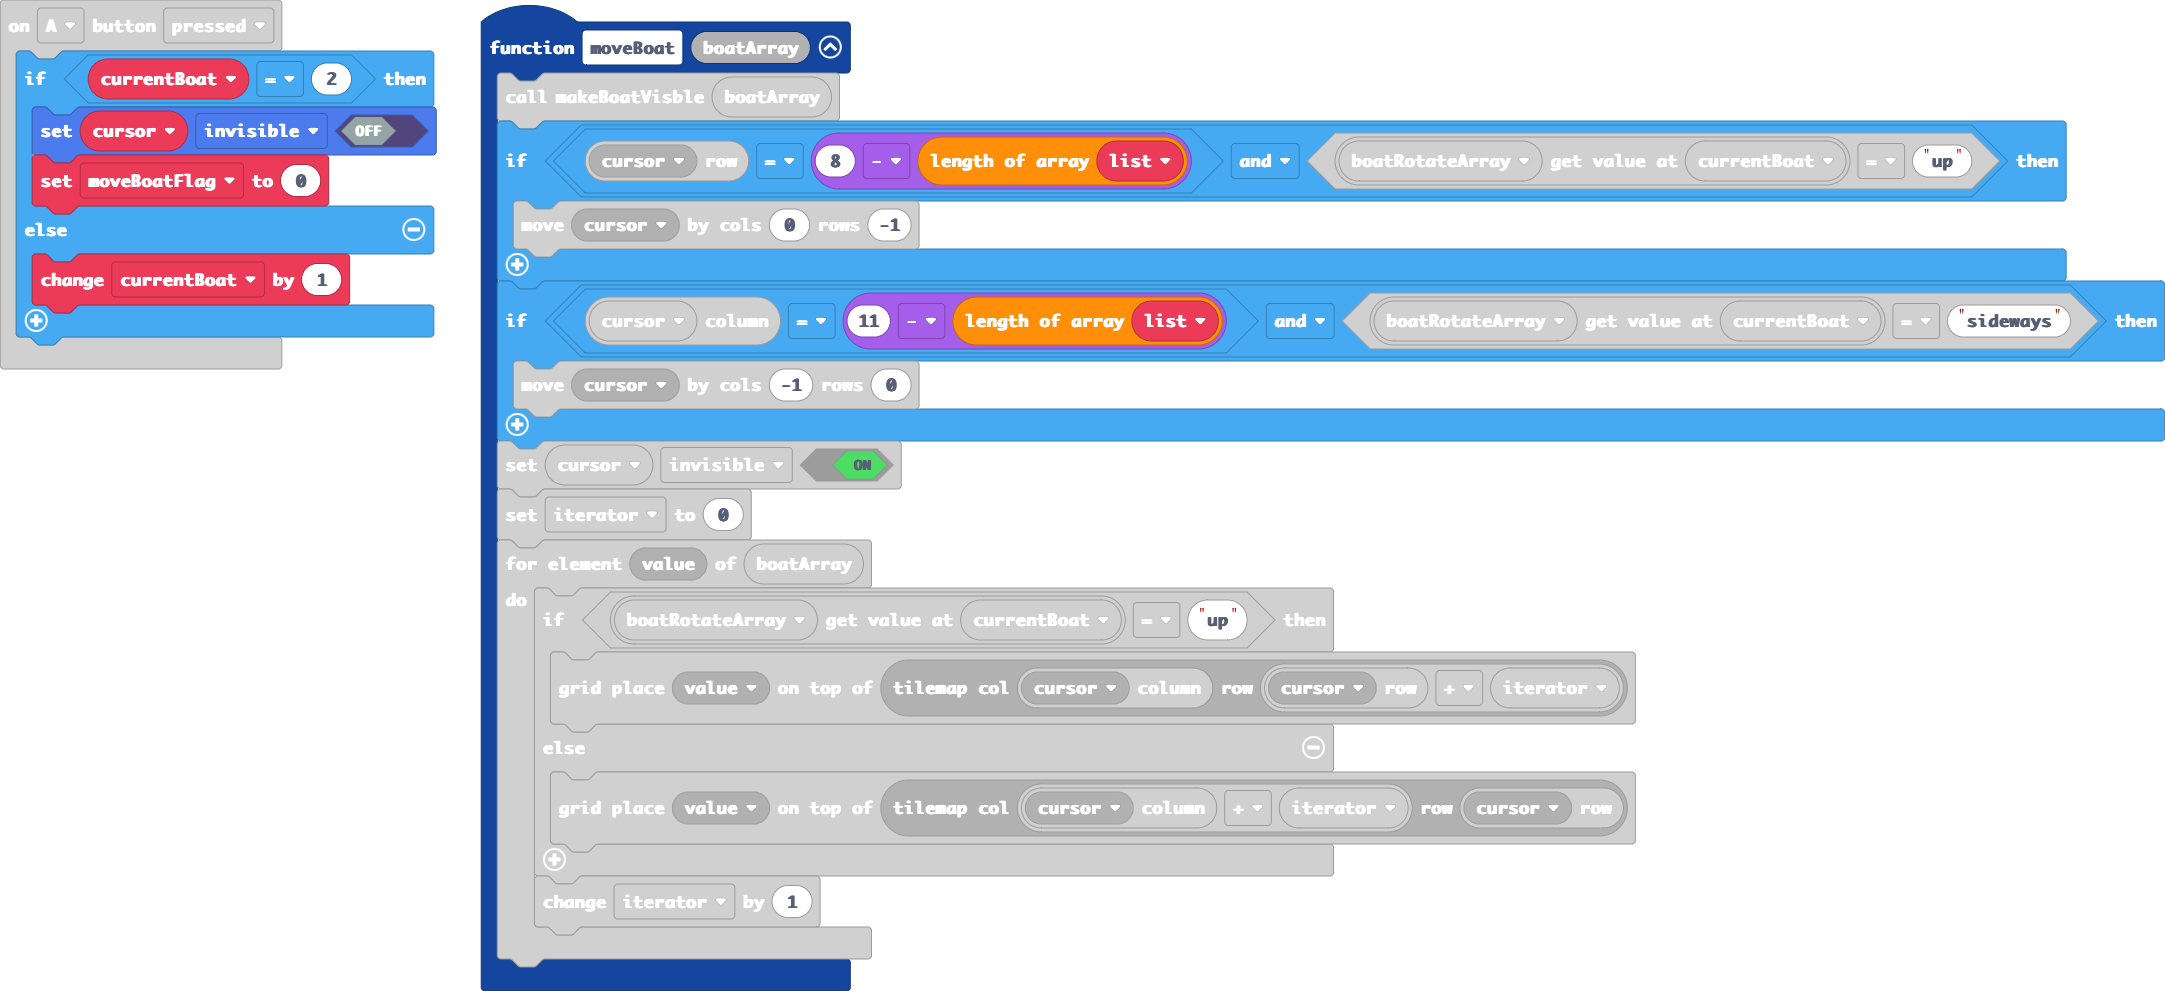 on A button pressed
if currentBoat = 2 then
set cursor invisible OFF
set moveBoatFlag to 0
else
change currentBoat by 1
function moveBoat boatArray
call makeBoatVisble boatArray
if cursor row = 8 - length of array list and boatRotateArray get value at currentBoat = "up" then
move cursor by cols 0 rows -1
if cursor column = 11 - length of array list and boatRotateArray get value at currentBoat = "sideways" then
move cursor by cols -1 rows 0
set cursor invisible ON
set iterator to 0
for element value of boatArray
do
if boatRotateArray get value at currentBoat = "up" then
grid place value on top of tilemap col cursor column row cursor row + iterator
else
grid place value on top of tilemap col cursor column + iterator row cursor row
change iterator by 1